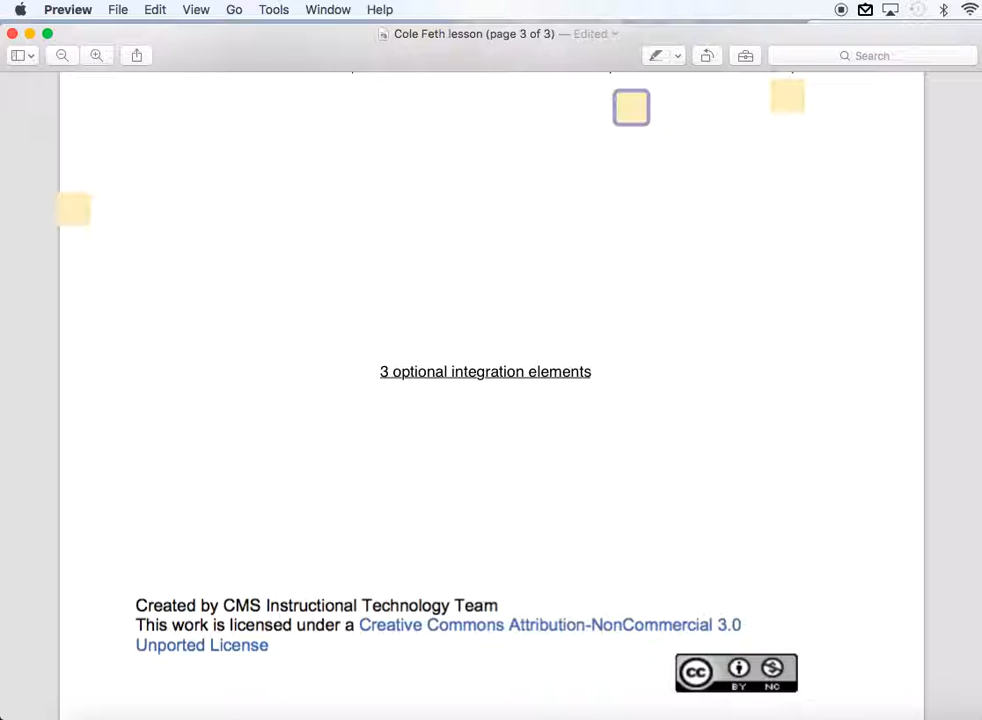 Preview File Edit View Go Tools Window Help
Cole Feth lesson (page 3 of 3) — Edited
Search
3 optional integration elements
Created by CMS Instructional Technology Team
This work is licensed under a Creative Commons Attribution-NonCommercial 3.0
Unported License
cc
BY NC